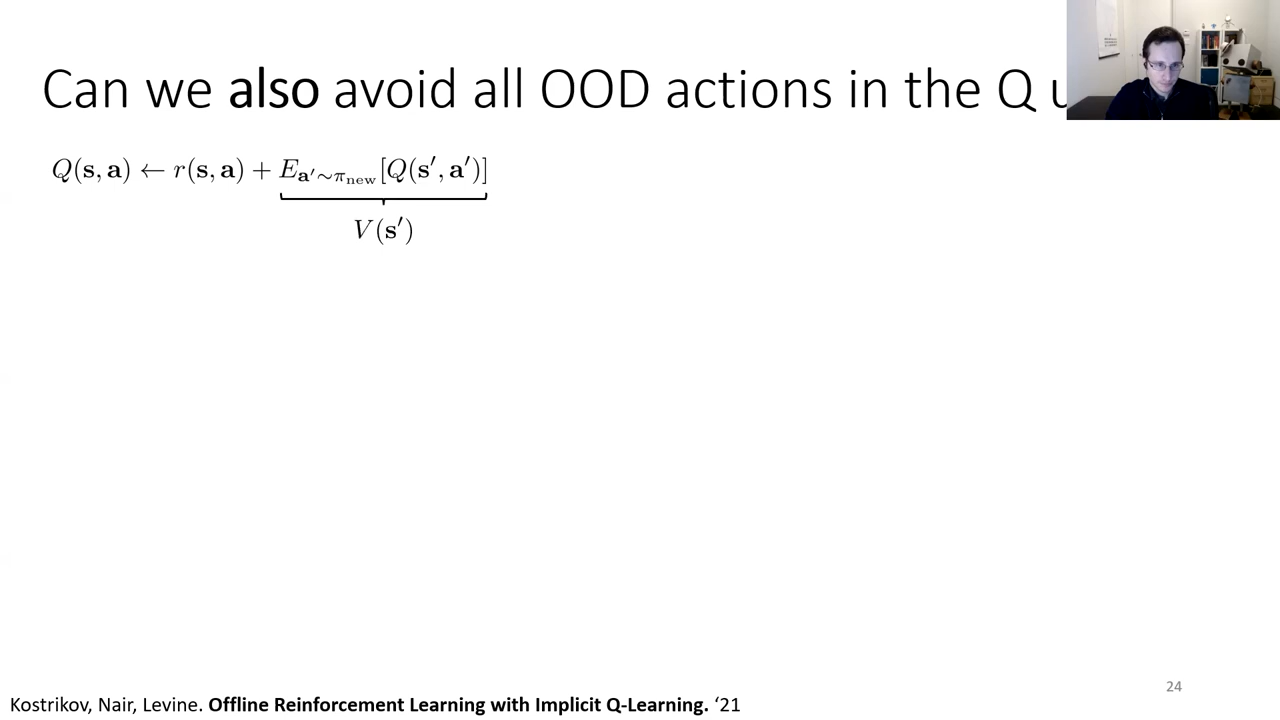 Can we also avoid all OOD actions in the Q u
Q(s, a) ← r(s, a) + E_{a′∼π_new}[Q(s′, a′)]
V(s′)
24
Kostrikov, Nair, Levine. Offline Reinforcement Learning with Implicit Q-Learning. ‘21